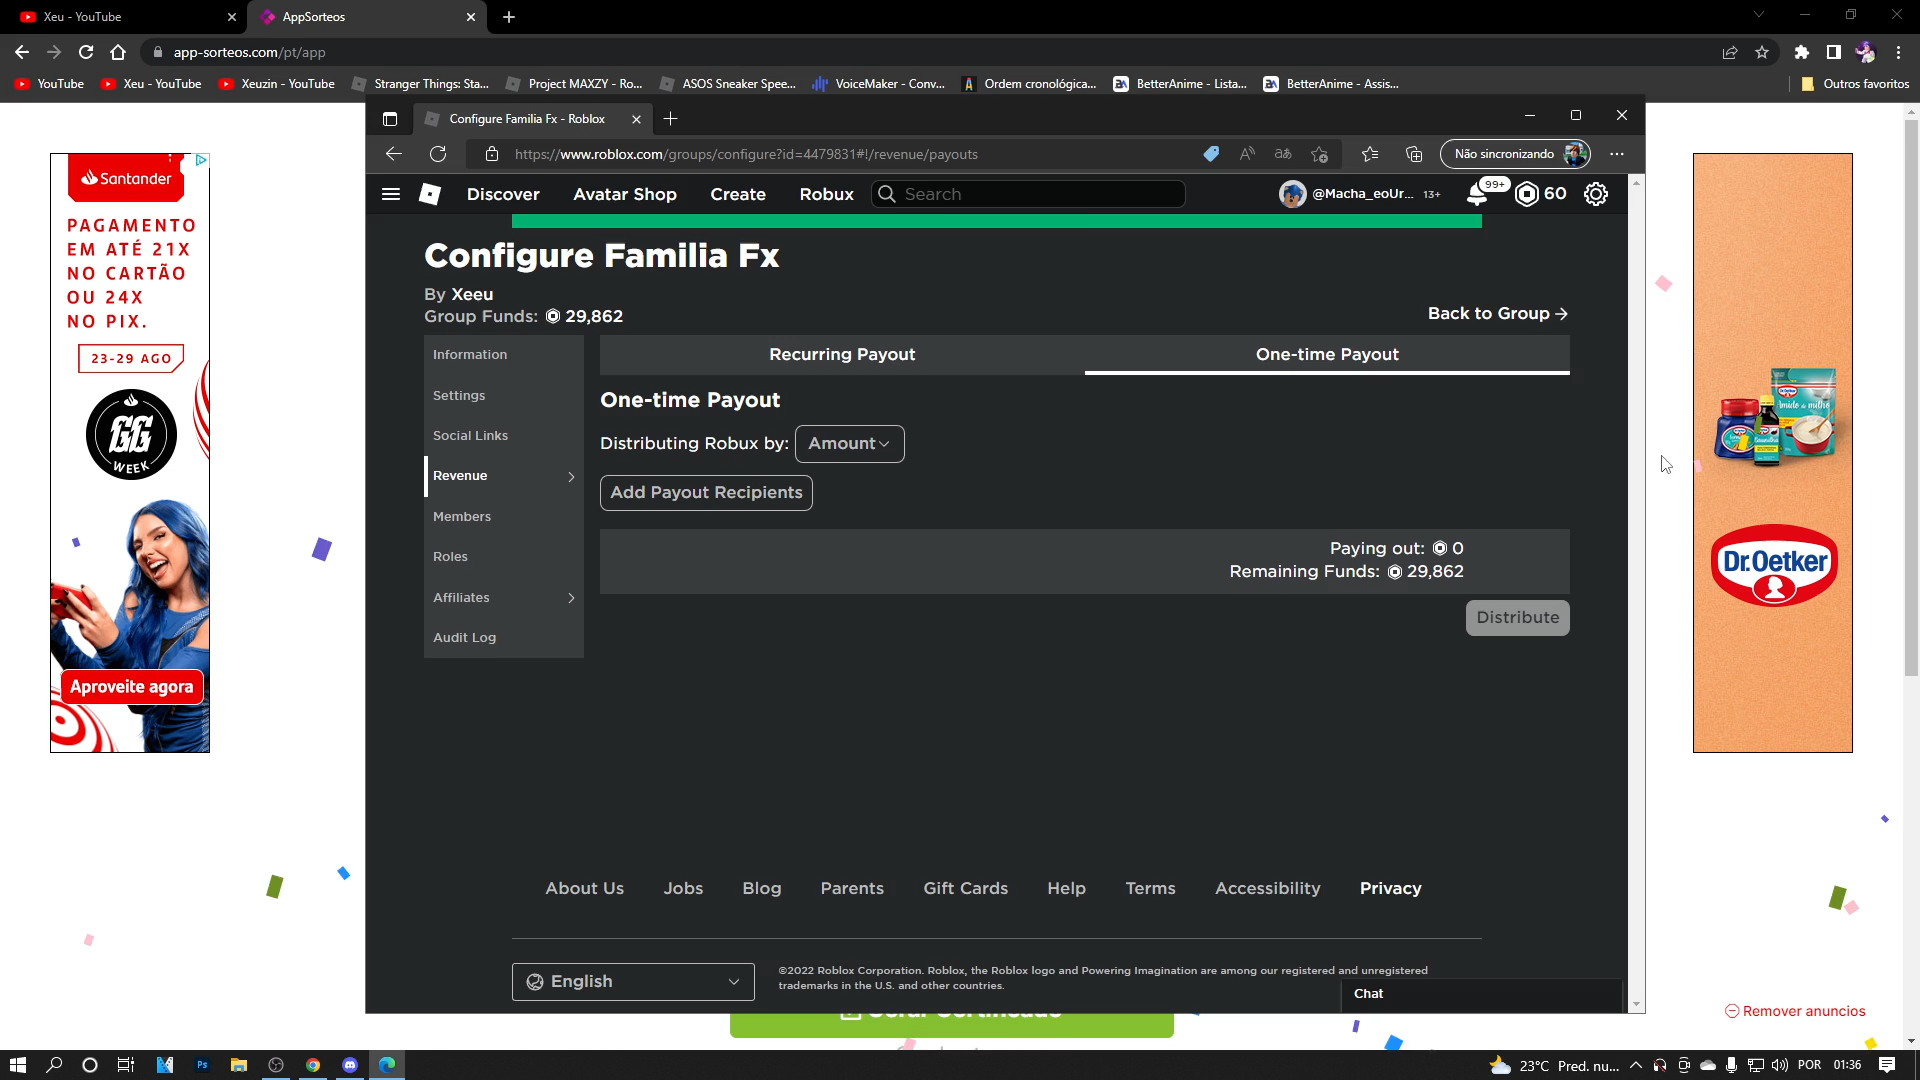 Xeu - YouTube
AppSorteos
app-sorteos.com/pt/app
YouTube
Xeu - YouTube
Xeuzin - YouTube
Stranger Things: Sta...
Project MAXZY - Ro...
ASOS Sneaker Spee...
VoiceMaker - Conv...
Ordem cronológica...
BetterAnime - Lista...
BetterAnime - Assis...
Outros favoritos
Configure Familia Fx - Roblox
https://www.roblox.com/groups/configure?id=4479831#!/revenue/payouts
Não sincronizando
Discover
Avatar Shop
Create
Robux
Search
@Macha_eoUr...
13+
99+
60
Configure Familia Fx
By Xeeu
Group Funds: 29,862
Back to Group
Information
Settings
Social Links
Revenue
Members
Roles
Affiliates
Audit Log
Recurring Payout
One-time Payout
One-time Payout
Distributing Robux by: Amount
Add Payout Recipients
Paying out: 0
Remaining Funds: 29,862
Distribute
About Us
Jobs
Blog
Parents
Gift Cards
Help
Terms
Accessibility
Privacy
English
©2022 Roblox Corporation. Roblox, the Roblox logo and Powering Imagination are among our registered and unregistered
trademarks in the U.S. and other countries.
Chat
Santander
PAGAMENTO
EM ATÉ 21X
NO CARTÃO
OU 24X
NO PIX.
23-29 AGO
GG
WEEK
Aproveite agora
Amido de milho
Dr. Oetker
Remover anuncios
Ps
23°C Pred. nu...
POR
01:36